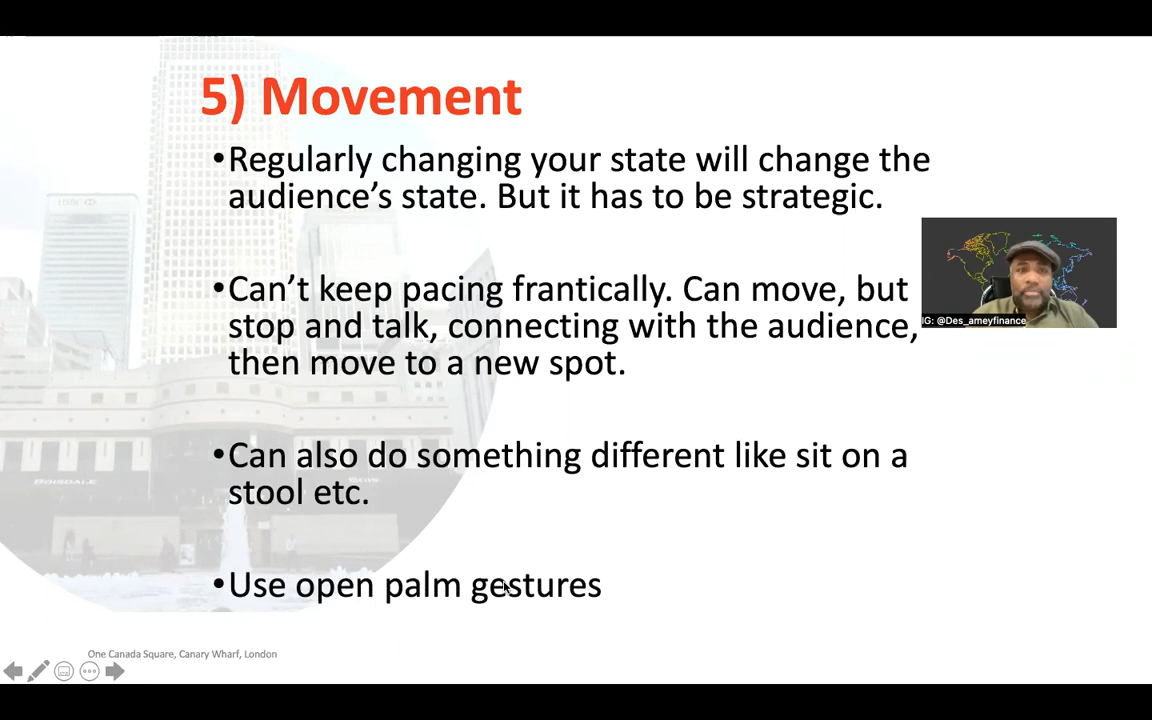 5) Movement
•Regularly changing your state will change the
audience’s state. But it has to be strategic.
•Can’t keep pacing frantically. Can move, but
stop and talk, connecting with the audience,
then move to a new spot.
IG: @Des_ameyfinance
•Can also do something different like sit on a
stool etc.
BOISDALE
•Use open palm gestures
One Canada Square, Canary Wharf, London